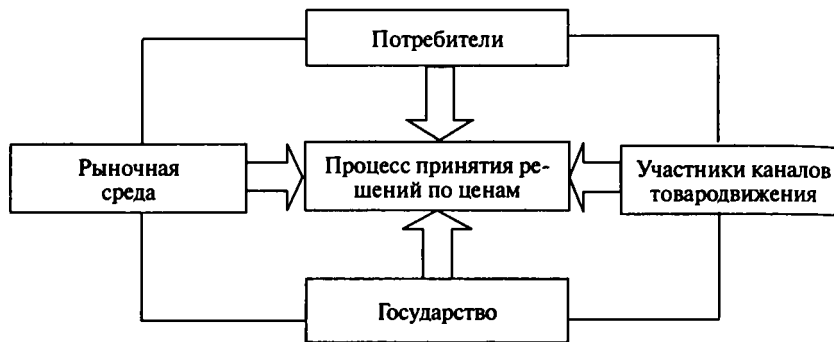 Потребители
Рыночная
среда
Процесс принятия ре-
шений по ценам
Участники каналов
товародвижения
Государство